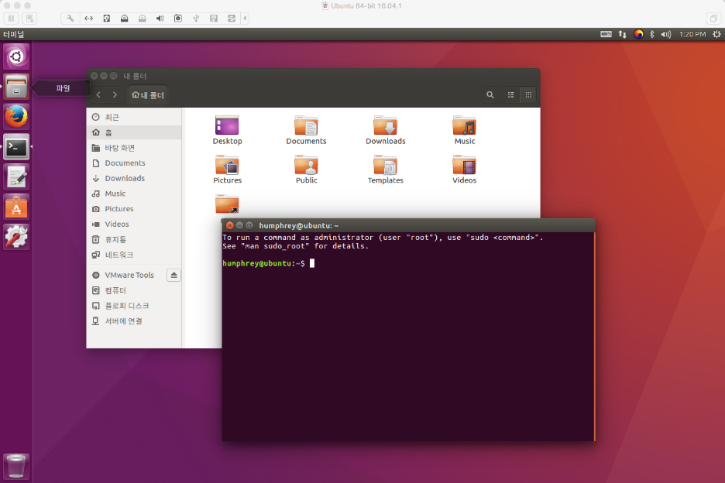 Ubuntu 64-bit 16.04.1
터미널
1:20 PM
파일
내 폴더
내 폴더
최근
홈
바탕 화면
Documents
Downloads
Music
Pictures
Videos
휴지통
네트워크
VMware Tools
컴퓨터
플로피 디스크
서버에 연결
Desktop
Documents
Downloads
Music
Pictures
Public
Templates
Videos
humphrey@ubuntu: ~
To run a command as administrator (user "root"), use "sudo <command>".
See "man sudo_root" for details.
humphrey@ubuntu:~$